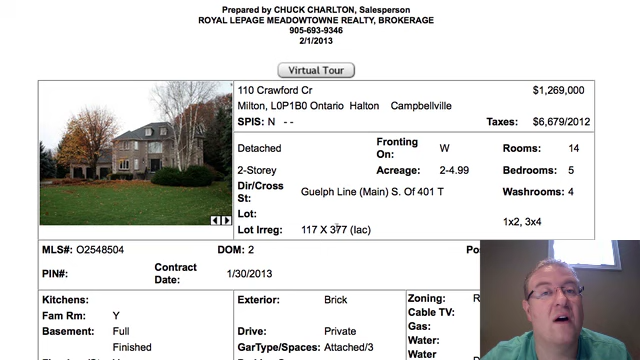 Prepared by CHUCK CHARLTON, Salesperson
ROYAL LEPAGE MEADOWTOWNE REALTY, BROKERAGE
905-693-9346
2/1/2013
Virtual Tour
110 Crawford Cr $1,269,000
Milton, L0P1B0 Ontario Halton Campbellville
SPIS: N - - Taxes: $6,679/2012
Detached Fronting On: W Rooms: 14
2-Storey Acreage: 2-4.99 Bedrooms: 5
Dir/Cross St: Guelph Line (Main) S. Of 401 T Washrooms: 4
Lot:
Lot Irreg: 117 X 377 (Iac) 1x2, 3x4
MLS#: O2548504 DOM: 2
PIN#: Contract Date: 1/30/2013
Kitchens: Exterior: Brick Zoning:
Fam Rm: Y Cable TV:
Basement: Full Drive: Private Gas:
Finished GarType/Spaces: Attached/3 Water:
Water